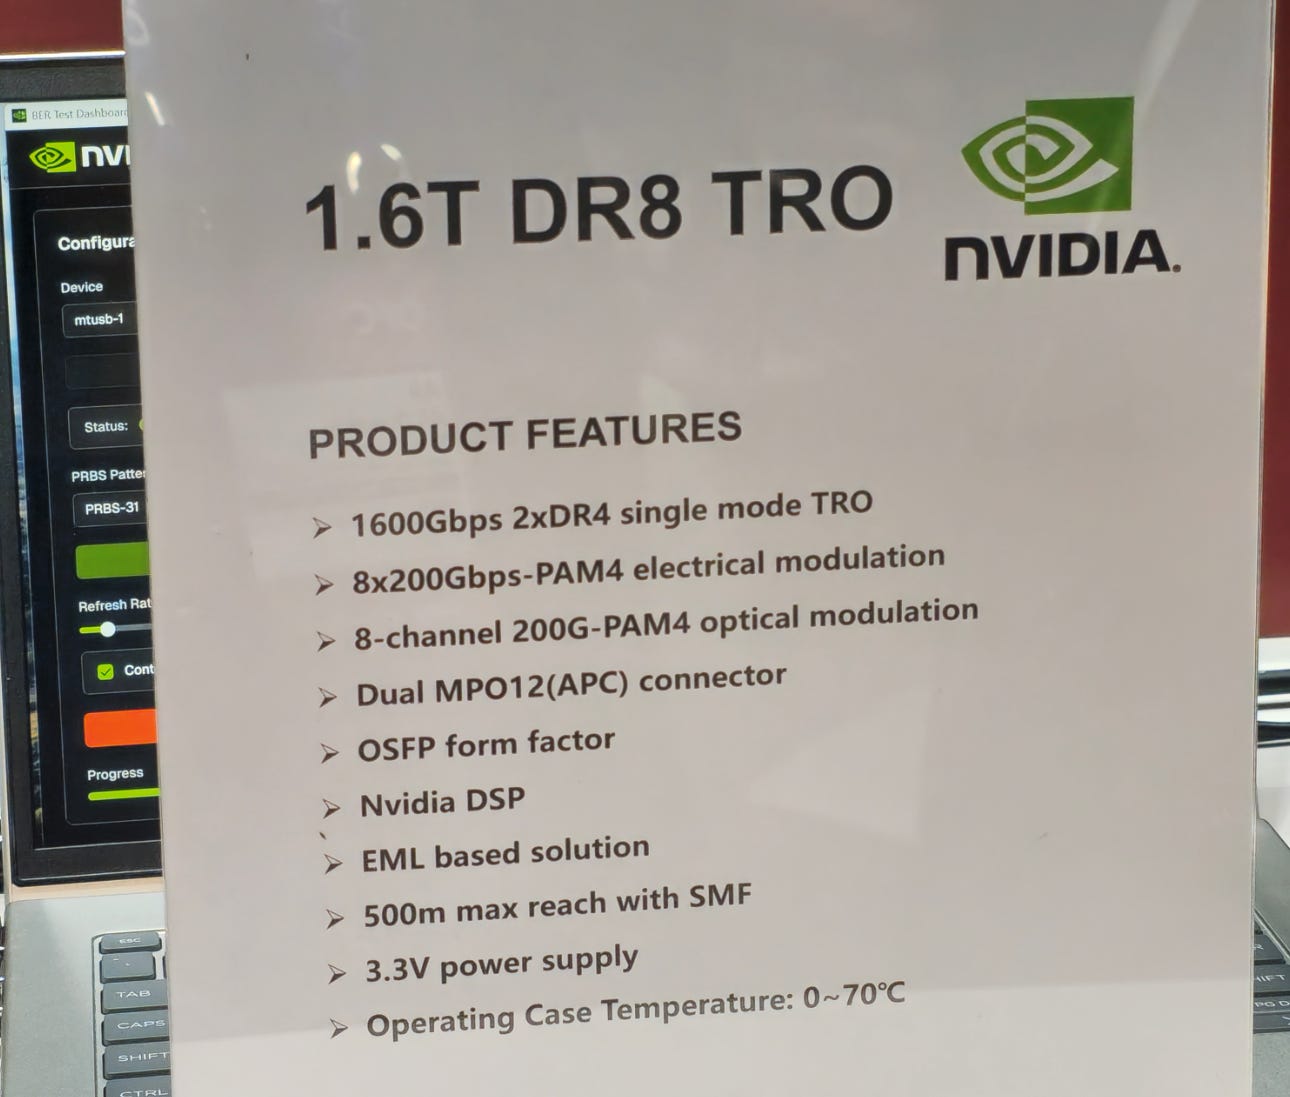 1.6T DR8 TRO
NVIDIA.
PRODUCT FEATURES
➢ 1600Gbps 2xDR4 single mode TRO
➢ 8x200Gbps-PAM4 electrical modulation
➢ 8-channel 200G-PAM4 optical modulation
➢ Dual MPO12(APC) connector
➢ OSFP form factor
➢ Nvidia DSP
➢ EML based solution
➢ 500m max reach with SMF
➢ 3.3V power supply
➢ Operating Case Temperature: 0~70℃
BER Test Dashboard
NVI
Configura
Device
mtusb-1
Status:
PRBS Patter
PRBS-31
Refresh Rat
Cont
Progress
ESC
TAB
CAPS
SHIFT
CTRL